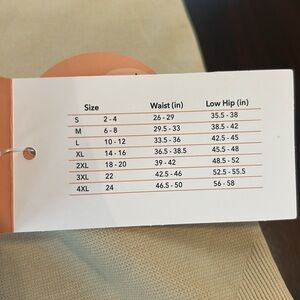 Size Waist (in) Low Hip (in)
S 2 - 4 26 - 29 35.5 - 38
M 6 - 8 29.5 - 33 38.5 - 42
L 10 - 12 33.5 - 36 42.5 - 45
XL 14 - 16 36.5 - 38.5 45.5 - 48
2XL 18 - 20 39 - 42 48.5 - 52
3XL 22 42.5 - 46 52.5 - 55.5
4XL 24 46.5 - 50 56 - 58